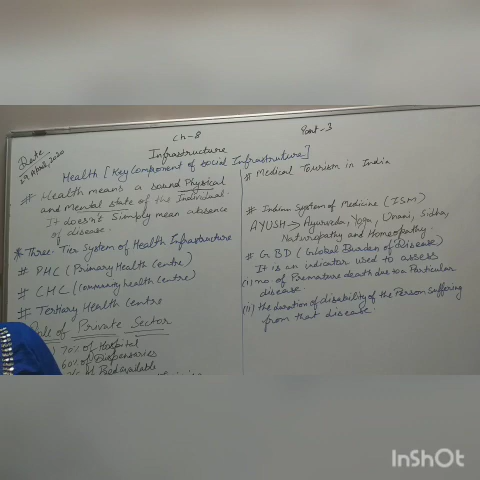 Date
29 April, 2020
Ch-8
Part-3
Infrastructure
Health [Key Component of Social Infrastructure]
# Health means a sound Physical
and Mental state of the Individual.
It doesn't simply mean absence
of disease.
# Three-Tier System of Health Infrastructure
# PHC (Primary Health Centre)
# CHC (Community health Centre)
# Tertiary Health Centre
Role of Private Sector
70% of Hospital
60% of Dispensaries
% of Bed available
# Medical Tourism in India
# Indian System of Medicine (ISM)
AYUSH → Ayurveda, Yoga, Unani, Sidha,
Naturopathy and Homeopathy.
# GBD (Global Burden of Disease)
It is an indicator used to assess
(i) no of Premature death due to a Particular
disease.
(ii) the duration of disability of the Person Suffering
from that disease.
InShOt